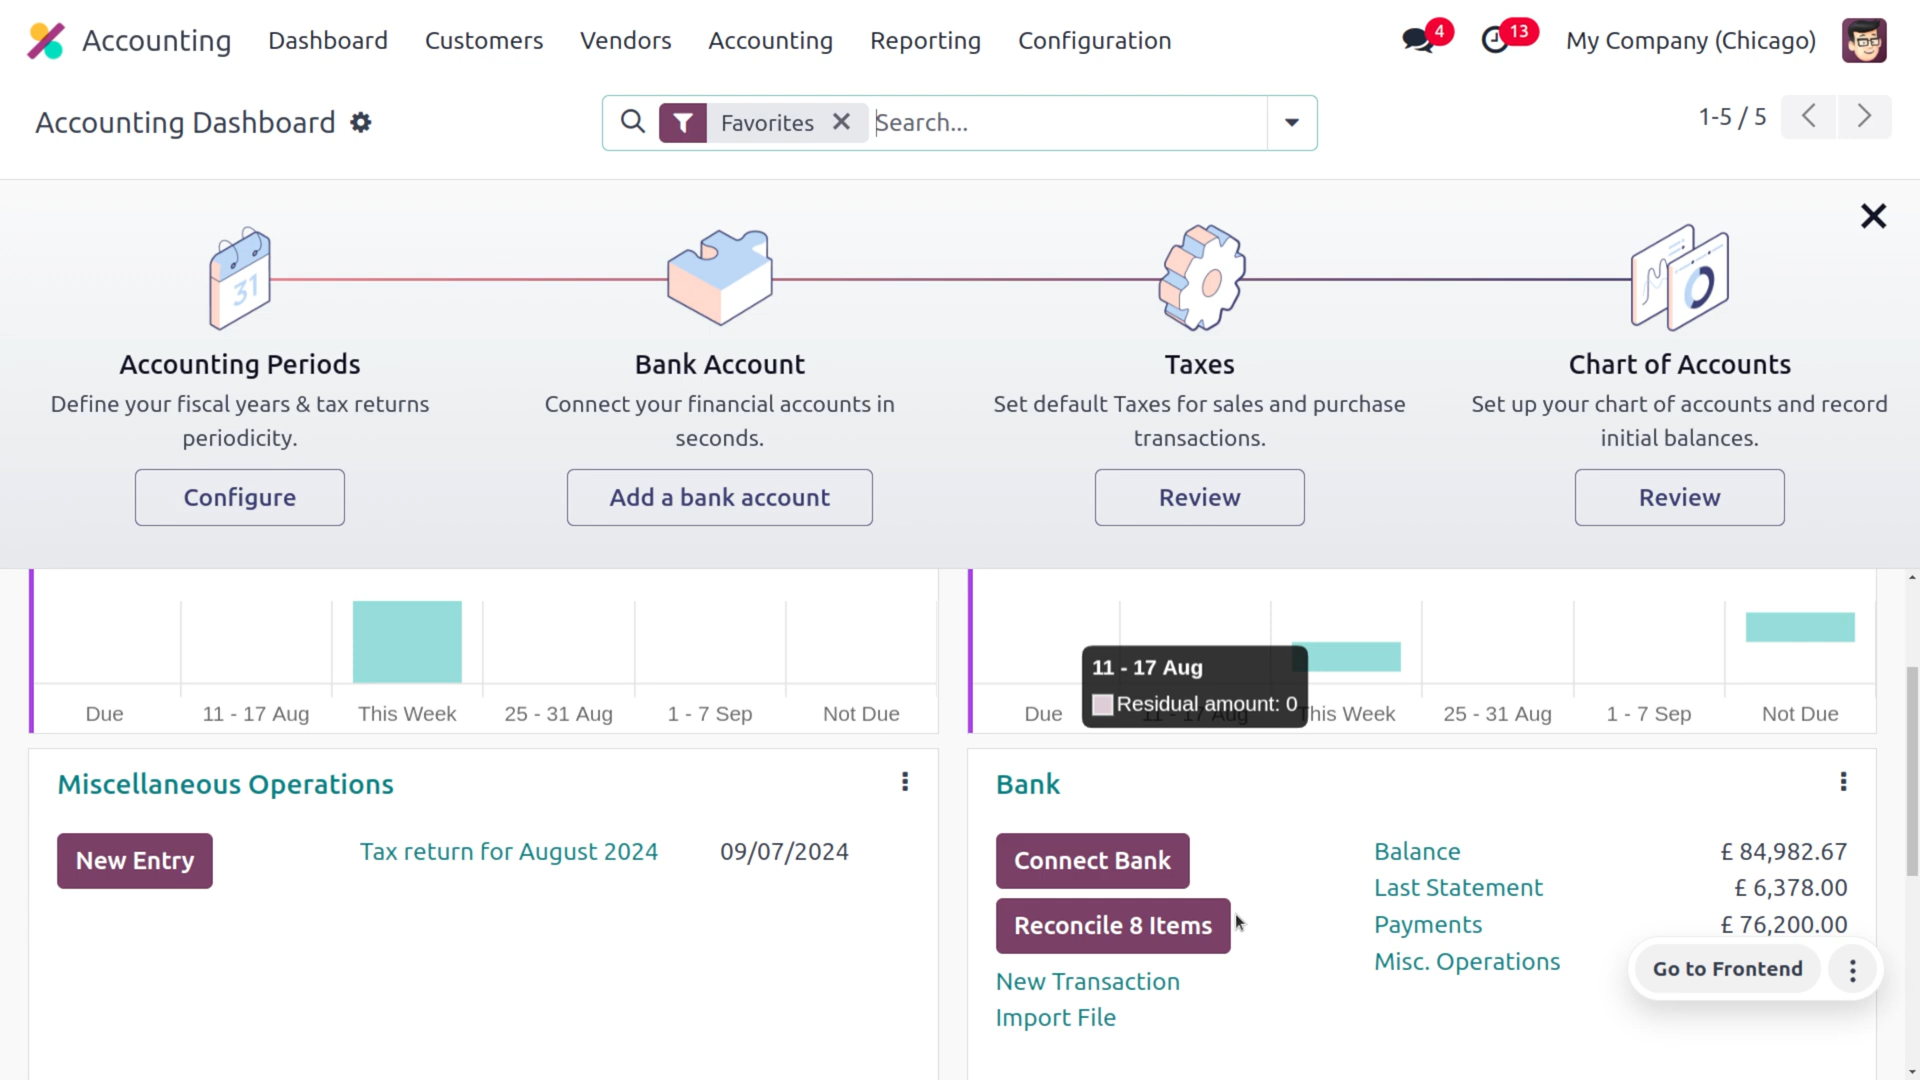 Accounting Dashboard Customers Vendors Accounting Reporting Configuration 4 13 My Company (Chicago)
Accounting Dashboard Favorites Search... 1-5 / 5
31
Accounting Periods
Define your fiscal years & tax returns
periodicity.
Configure
Bank Account
Connect your financial accounts in
seconds.
Add a bank account
Taxes
Set default Taxes for sales and purchase
transactions.
Review
Chart of Accounts
Set up your chart of accounts and record
initial balances.
Review
Due 11 - 17 Aug This Week 25 - 31 Aug 1 - 7 Sep Not Due
11 - 17 Aug
Residual amount: 0
Due 11 - 17 Aug This Week 25 - 31 Aug 1 - 7 Sep Not Due
Miscellaneous Operations
New Entry Tax return for August 2024 09/07/2024
Bank
Connect Bank
Reconcile 8 Items
New Transaction
Import File
Balance £ 84,982.67
Last Statement £ 6,378.00
Payments £ 76,200.00
Misc. Operations
Go to Frontend